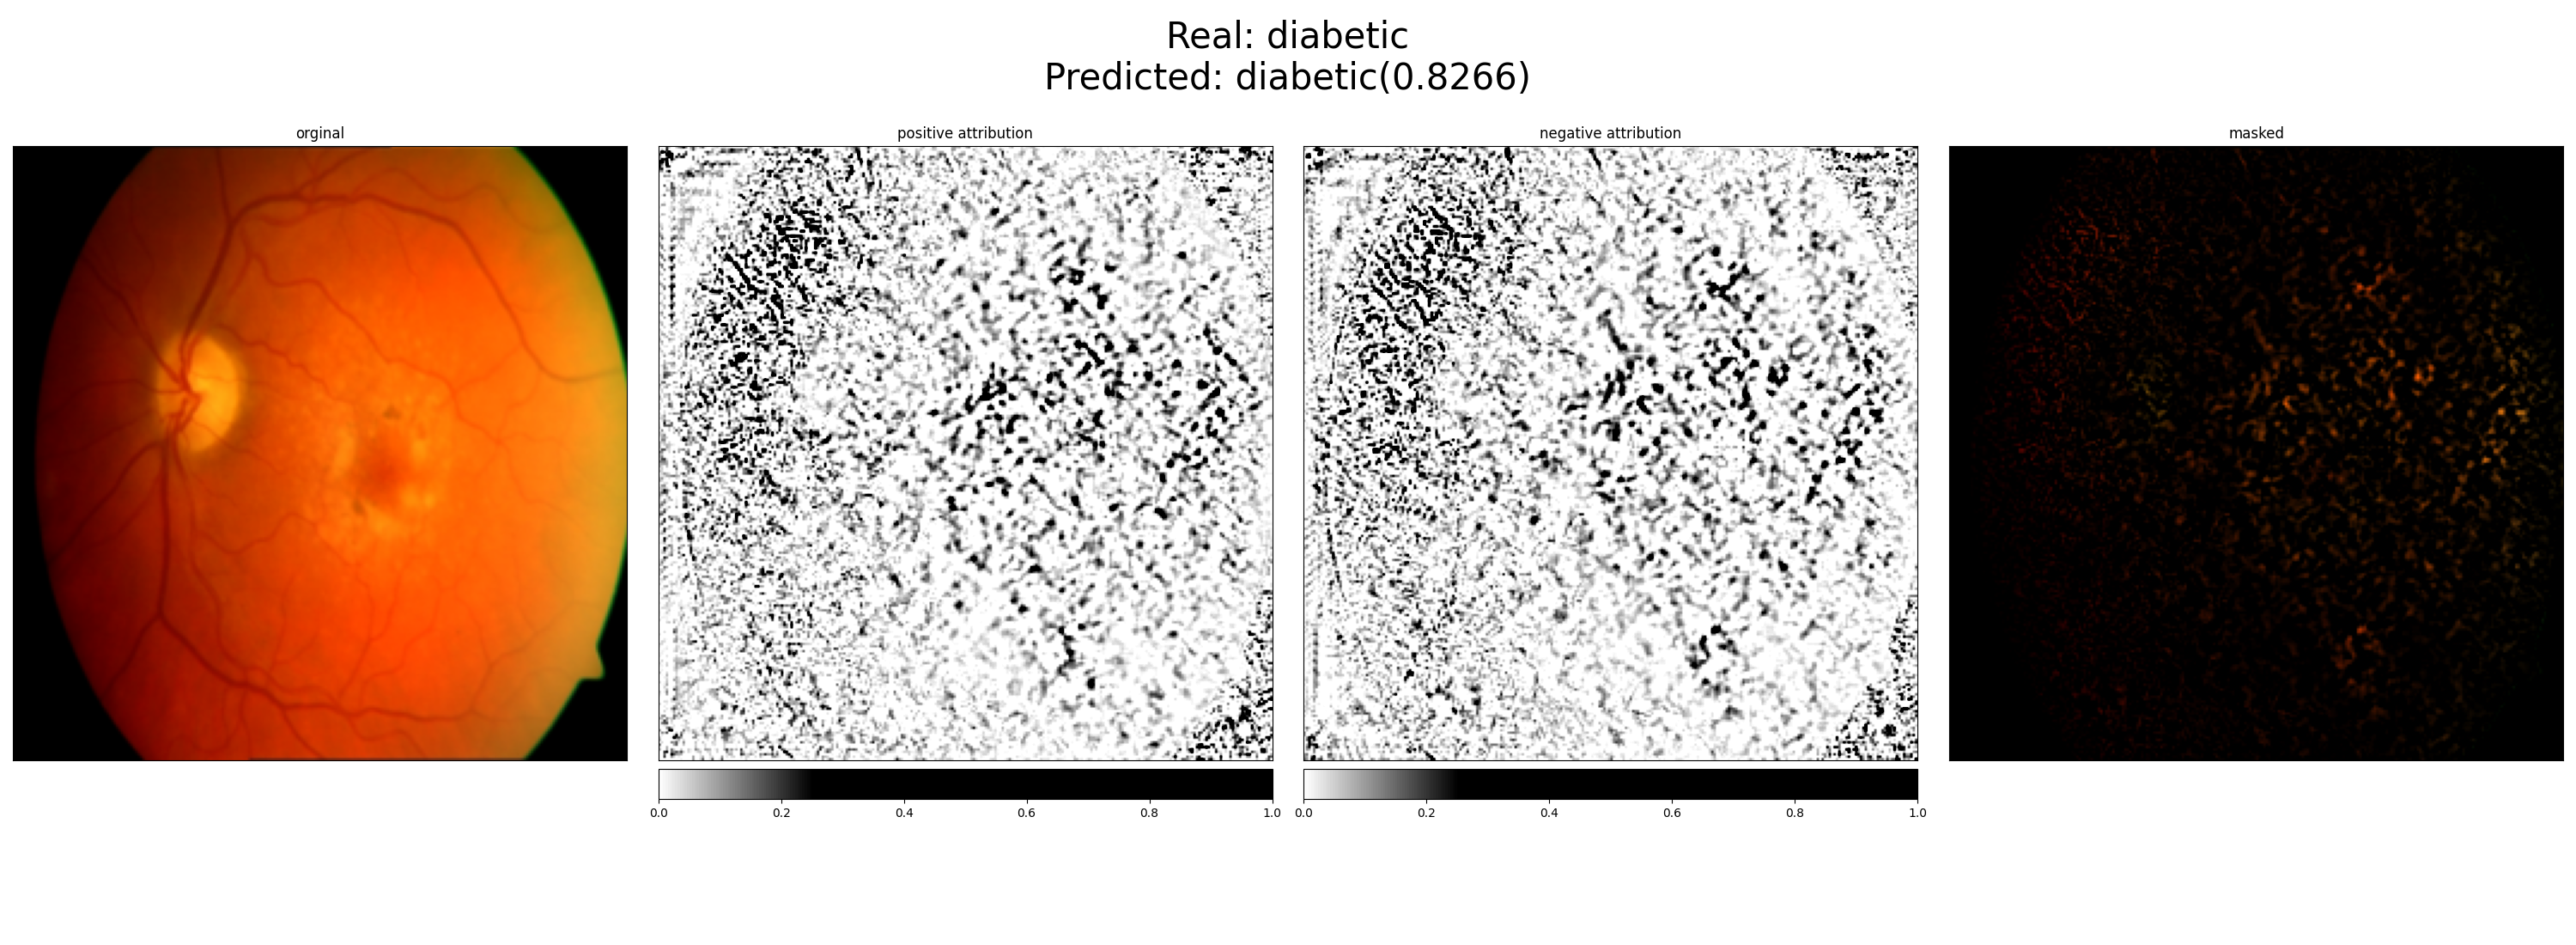 Real: diabetic
Predicted: diabetic(0.8266)
orginal
positive attribution
negative attribution
masked
0.0 0.2 0.4 0.6 0.8 1.0
0.0 0.2 0.4 0.6 0.8 1.0